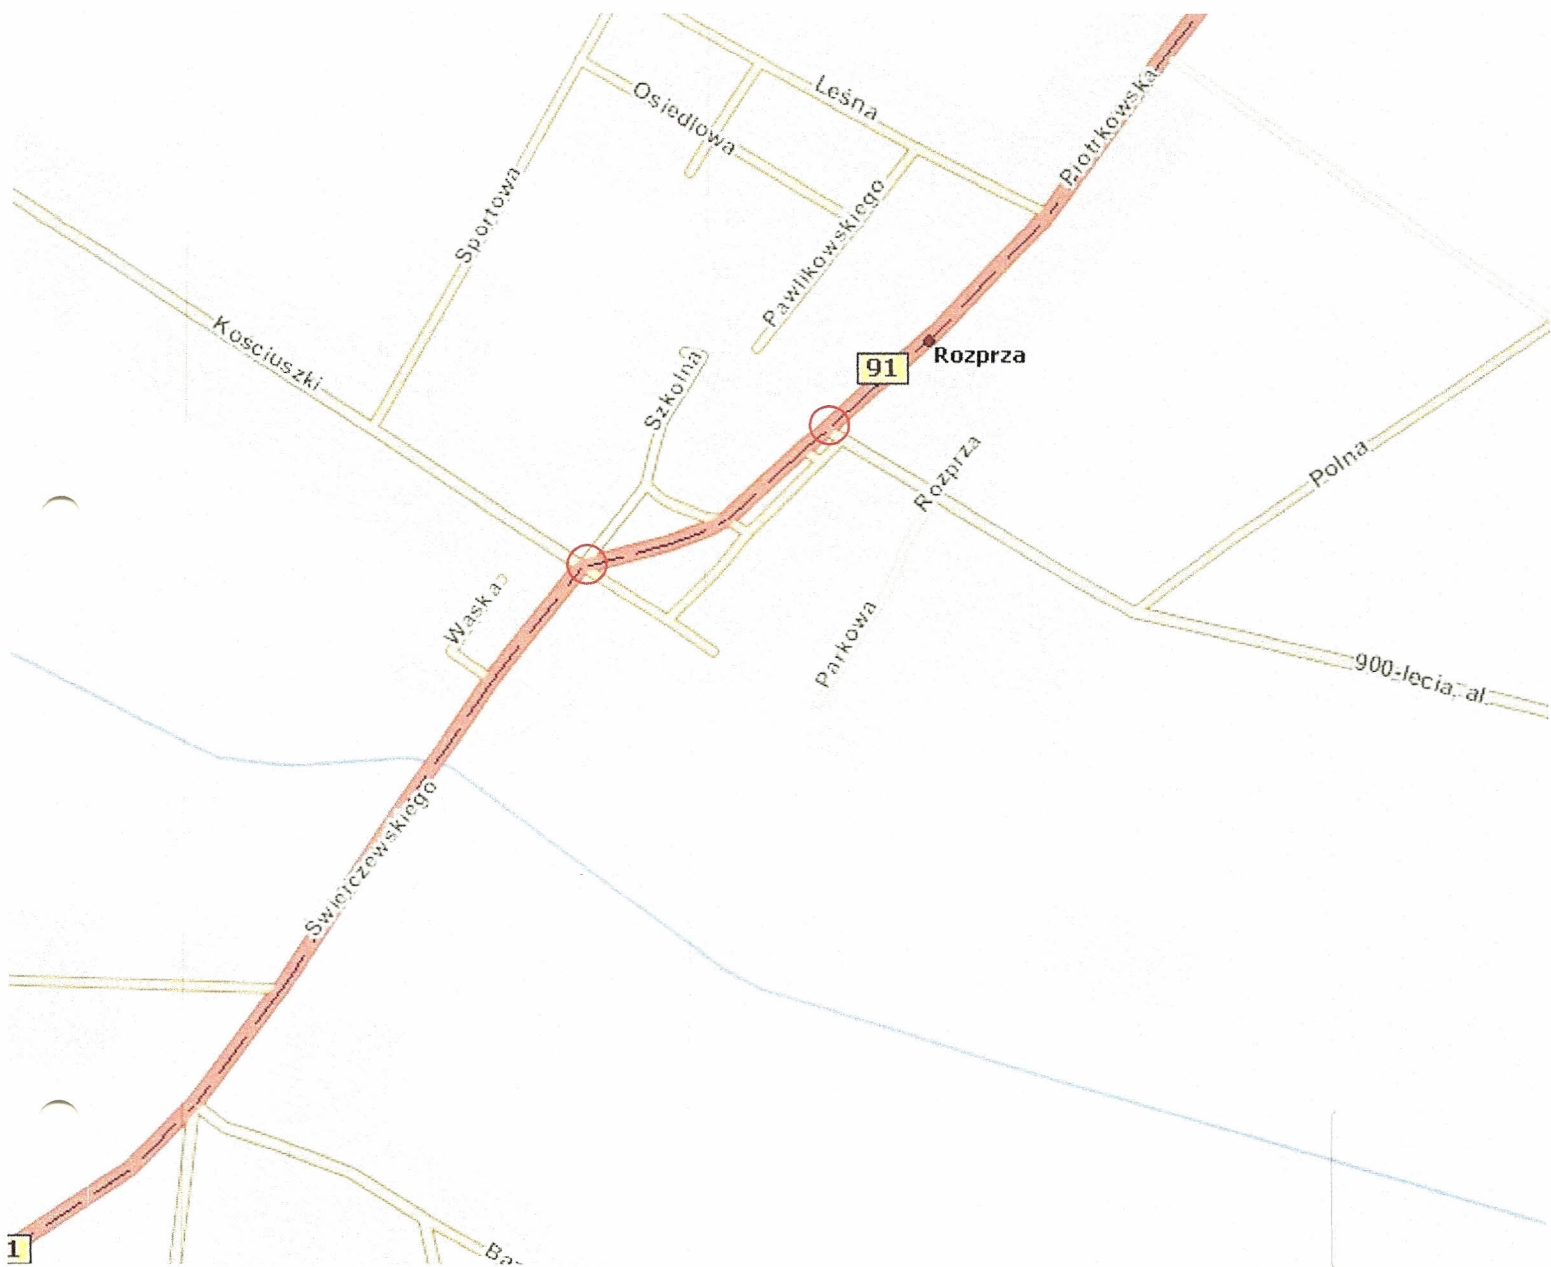 Leśna
Osiedlowa
Piotrkowska
Sportowa
Pawlikowskiego
Kosciuszki
91
Rozprza
Szkolna
Rozprza
Polna
Waska
Parkowa
900-lecia, al.
Swierczewskiego
1